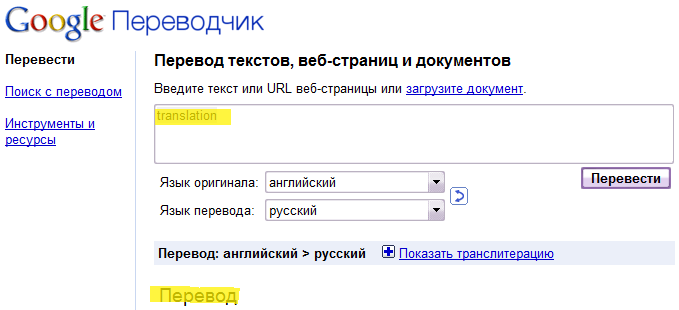 Google Переводчик
Перевести
Поиск с переводом
Инструменты и
ресурсы
Перевод текстов, веб-страниц и документов
Введите текст или URL веб-страницы или загрузите документ.
translation
Язык оригинала: английский
Язык перевода: русский
Перевести
Перевод: английский > русский Показать транслитерацию
Перевод